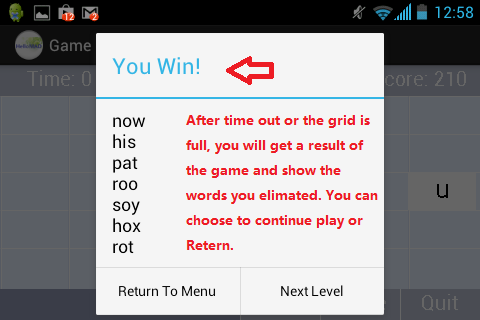 12
2
12:58
Game
Time: 0
core: 210
You Win!
now
his
pat
roo
soy
hox
rot
After time out or the grid is
full, you will get a result of
the game and show the
words you elimated. You can
choose to continue play or
Retern.
u
Return To Menu
Next Level
Quit